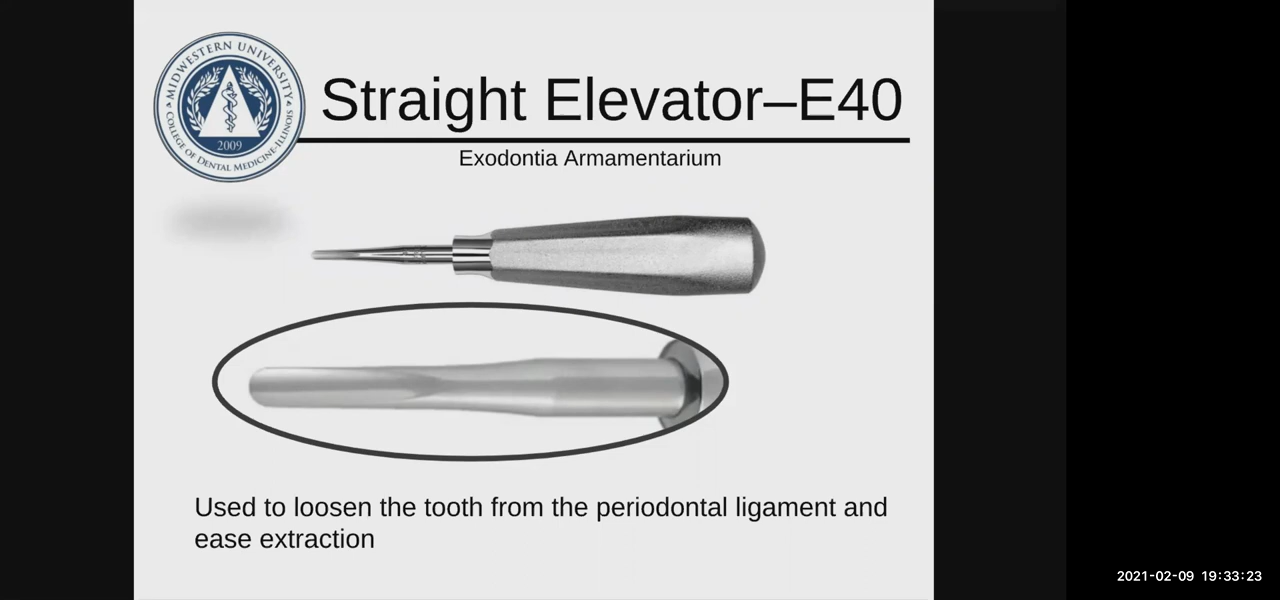 MIDWESTERN UNIVERSITY
COLLEGE OF DENTAL MEDICINE-ILLINOIS
2009
Straight Elevator–E40
Exodontia Armamentarium
Used to loosen the tooth from the periodontal ligament and
ease extraction
2021-02-09 19:33:23